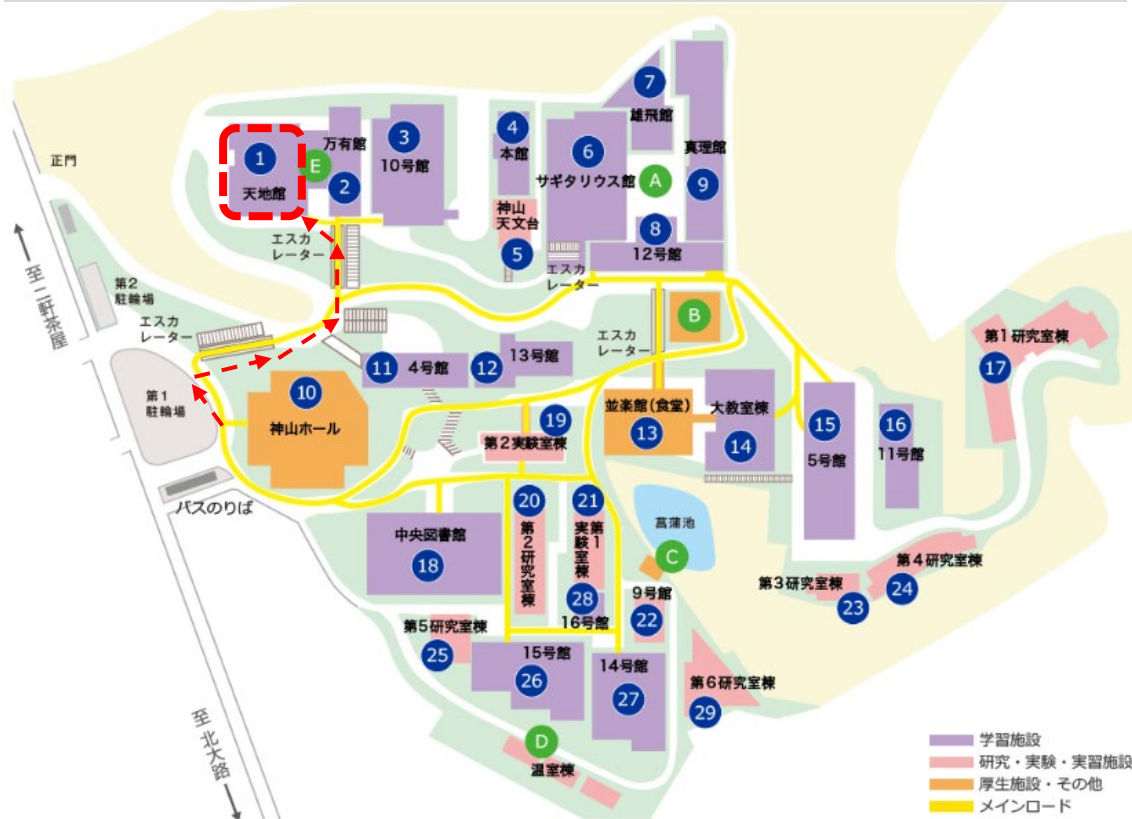 正門
至 二軒茶屋
第2
駐輪場
エスカ
レーター
第1
駐輪場
バスのりば
至 北大路
1
天地館
E
万有館
2
3
10号館
エスカ
レーター
4
本館
神山
天文台
5
6
サギタリウス館
7
雄飛館
A
真理館
9
8
12号館
エスカ
レーター
B
エスカ
レーター
10
神山ホール
11
4号館
12
13号館
並楽館(食堂)
13
大教室棟
14
15
5号館
16
11号館
第1研究室棟
17
19
第2実験室棟
中央図書館
18
20
第2研究室棟
21
第1
実験室棟
28
16号館
菖蒲池
C
9号館
22
第3研究室棟
23
第4研究室棟
24
第5研究室棟
25
15号館
26
14号館
27
第6研究室棟
29
D
温室棟
学習施設
研究・実験・実習施設
厚生施設・その他
メインロード